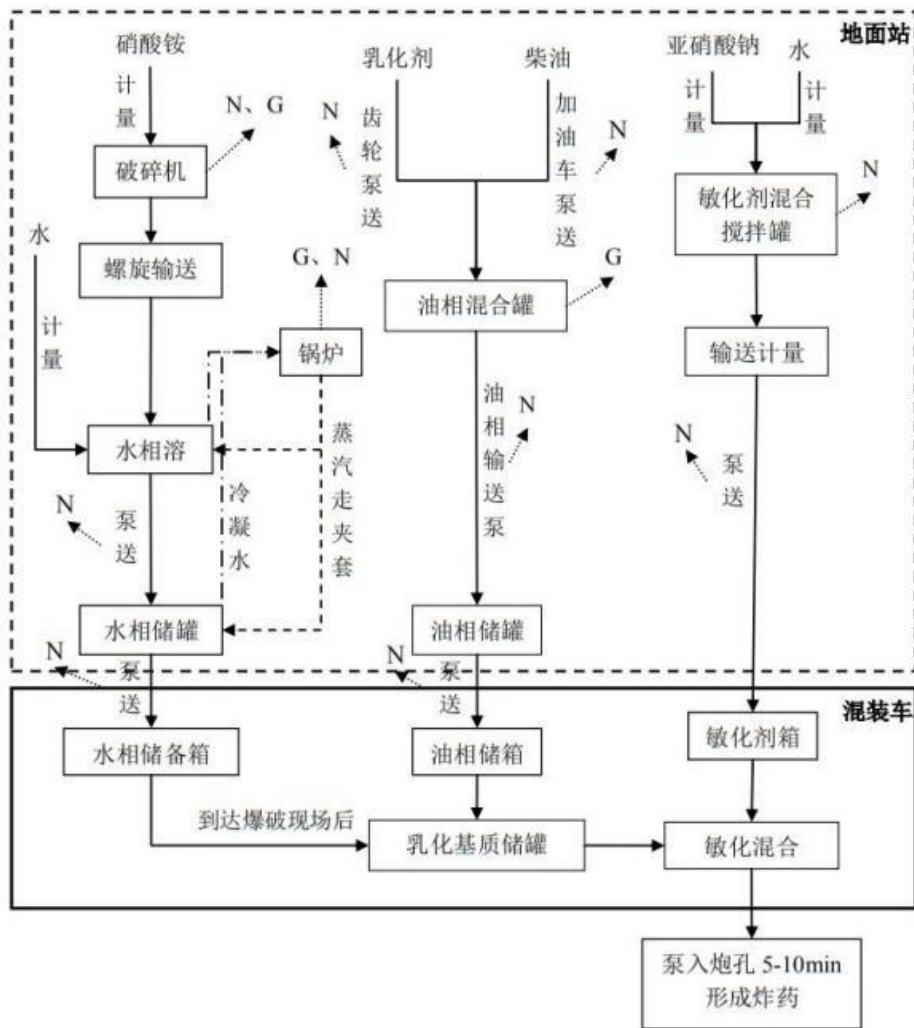 地面站
硝酸铵
计量
N、G
破碎机
螺旋输送
水
计量
水相溶
G、N
锅炉
蒸汽走夹套
冷凝水
N
泵送
水相储罐
乳化剂
柴油
N
齿轮泵送
加油车泵送
N
油相混合罐
G
油相输送泵
N
油相储罐
亚硝酸钠
水
计量
计量
敏化剂混合
搅拌罐
N
输送计量
N
泵送
N
泵送
N
泵送
混装车
水相储备箱
油相储箱
敏化剂箱
到达爆破现场后
乳化基质储罐
敏化混合
泵入炮孔 5-10min
形成炸药